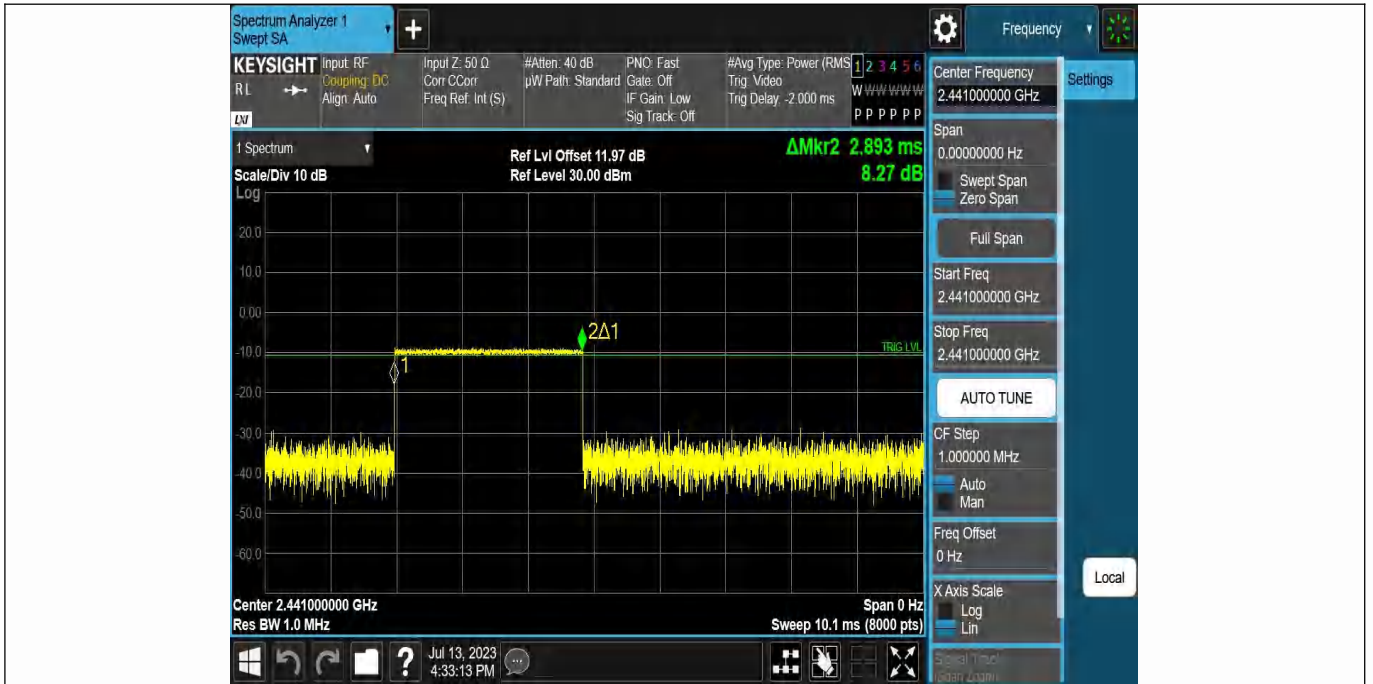 Spectrum Analyzer 1
Swept SA
+
Frequency
KEYSIGHT
RL
LXI
Input: RF
Coupling: DC
Align: Auto
Input Z: 50 Ω
Corr CCorr
Freq Ref: Int (S)
#Atten: 40 dB
µW Path: Standard
PNO: Fast
Gate: Off
IF Gain: Low
Sig Track: Off
#Avg Type: Power (RMS
Trig: Video
Trig Delay: -2.000 ms
1 2 3 4 5 6
W W W W W W
P P P P P P
1 Spectrum
Scale/Div 10 dB
Ref Lvl Offset 11.97 dB
Ref Level 30.00 dBm
ΔMkr2 2.893 ms
8.27 dB
Log
20.0
10.0
0.00
-10.0
-20.0
-30.0
-40.0
-50.0
-60.0
1
2Δ1
TRIG LVL
Center 2.441000000 GHz
Res BW 1.0 MHz
Span 0 Hz
Sweep 10.1 ms (8000 pts)
Jul 13, 2023
4:33:13 PM
Center Frequency
2.441000000 GHz
Settings
Span
0.00000000 Hz
Swept Span
Zero Span
Full Span
Start Freq
2.441000000 GHz
Stop Freq
2.441000000 GHz
AUTO TUNE
CF Step
1.000000 MHz
Auto
Man
Freq Offset
0 Hz
X Axis Scale
Log
Lin
Local
Signal Track
(Span Zoom)